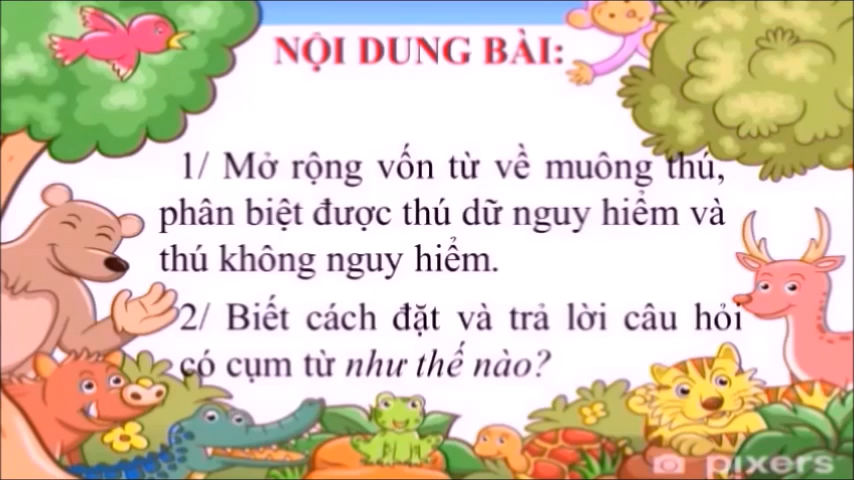 NỘI DUNG BÀI:
1/ Mở rộng vốn từ về muông thú,
phân biệt được thú dữ nguy hiểm và
thú không nguy hiểm.
2/ Biết cách đặt và trả lời câu hỏi
có cụm từ như thế nào?
pixers